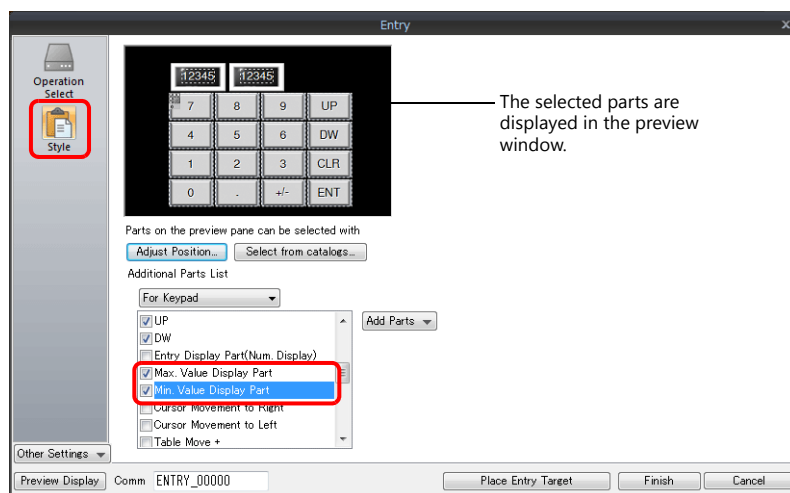 Entry
x
Operation
Select
Style
12345 12345
7 8 9 UP
4 5 6 DW
1 2 3 CLR
0 . +/- ENT
The selected parts are
displayed in the preview
window.
Parts on the preview pane can be selected with
Adjust Position... Select from catalogs...
Additional Parts List
For Keypad
UP
Add Parts
DW
Entry Display Part(Num. Display)
Max. Value Display Part
Min. Value Display Part
Cursor Movement to Right
Cursor Movement to Left
Table Move +
Other Settings
Preview Display Comm ENTRY_00000 Place Entry Target Finish Cancel